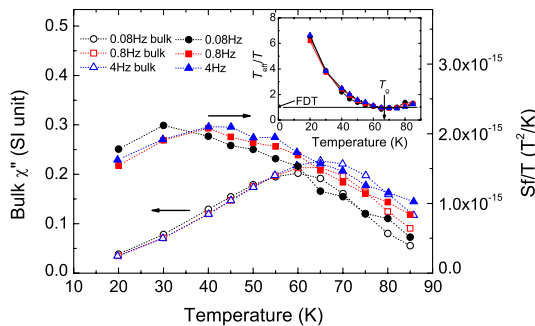 0.08Hz bulk 0.08Hz
0.8Hz bulk 0.8Hz
4Hz bulk 4Hz
Bulk χ" (SI unit)
0.5
0.4
0.3
0.2
0.1
0.0
10 20 30 40 50 60 70 80 90
Temperature (K)
Sf/T (T²/K)
3.0x10⁻¹⁵
2.0x10⁻¹⁵
1.0x10⁻¹⁵
0.0
T_eff/T
8
6
4
2
0
FDT
T_g
0 20 40 60 80
Temperature (K)